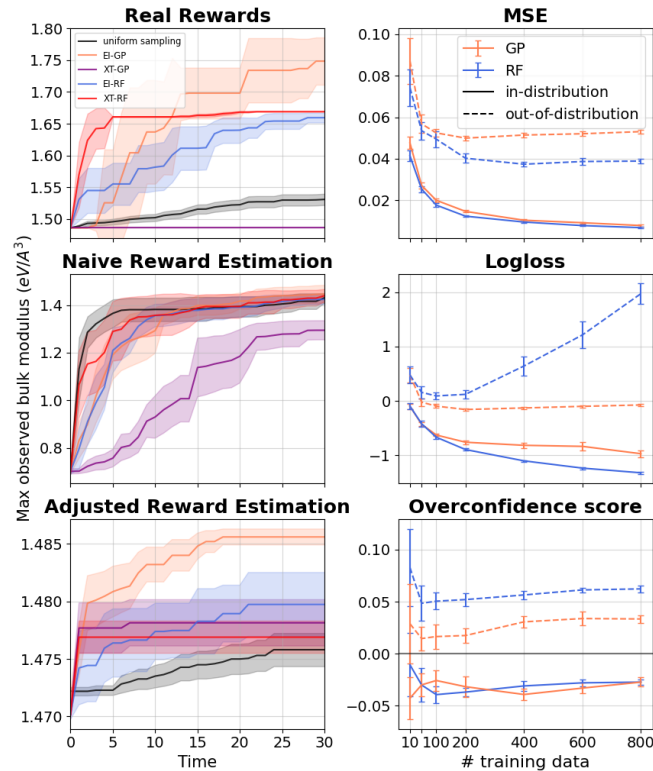 Real Rewards
1.80
1.75
1.70
1.65
1.60
1.55
1.50
uniform sampling
EI-GP
XT-GP
EI-RF
XT-RF
MSE
0.10
0.08
0.06
0.04
0.02
GP
RF
in-distribution
out-of-distribution
Max observed bulk modulus (eV/A^3)
Naive Reward Estimation
1.4
1.2
1.0
0.8
Logloss
2
1
0
−1
Adjusted Reward Estimation
1.485
1.480
1.475
1.470
0
5
10
15
20
25
30
Time
Overconfidence score
0.10
0.05
0.00
−0.05
10
100
200
400
600
800
# training data